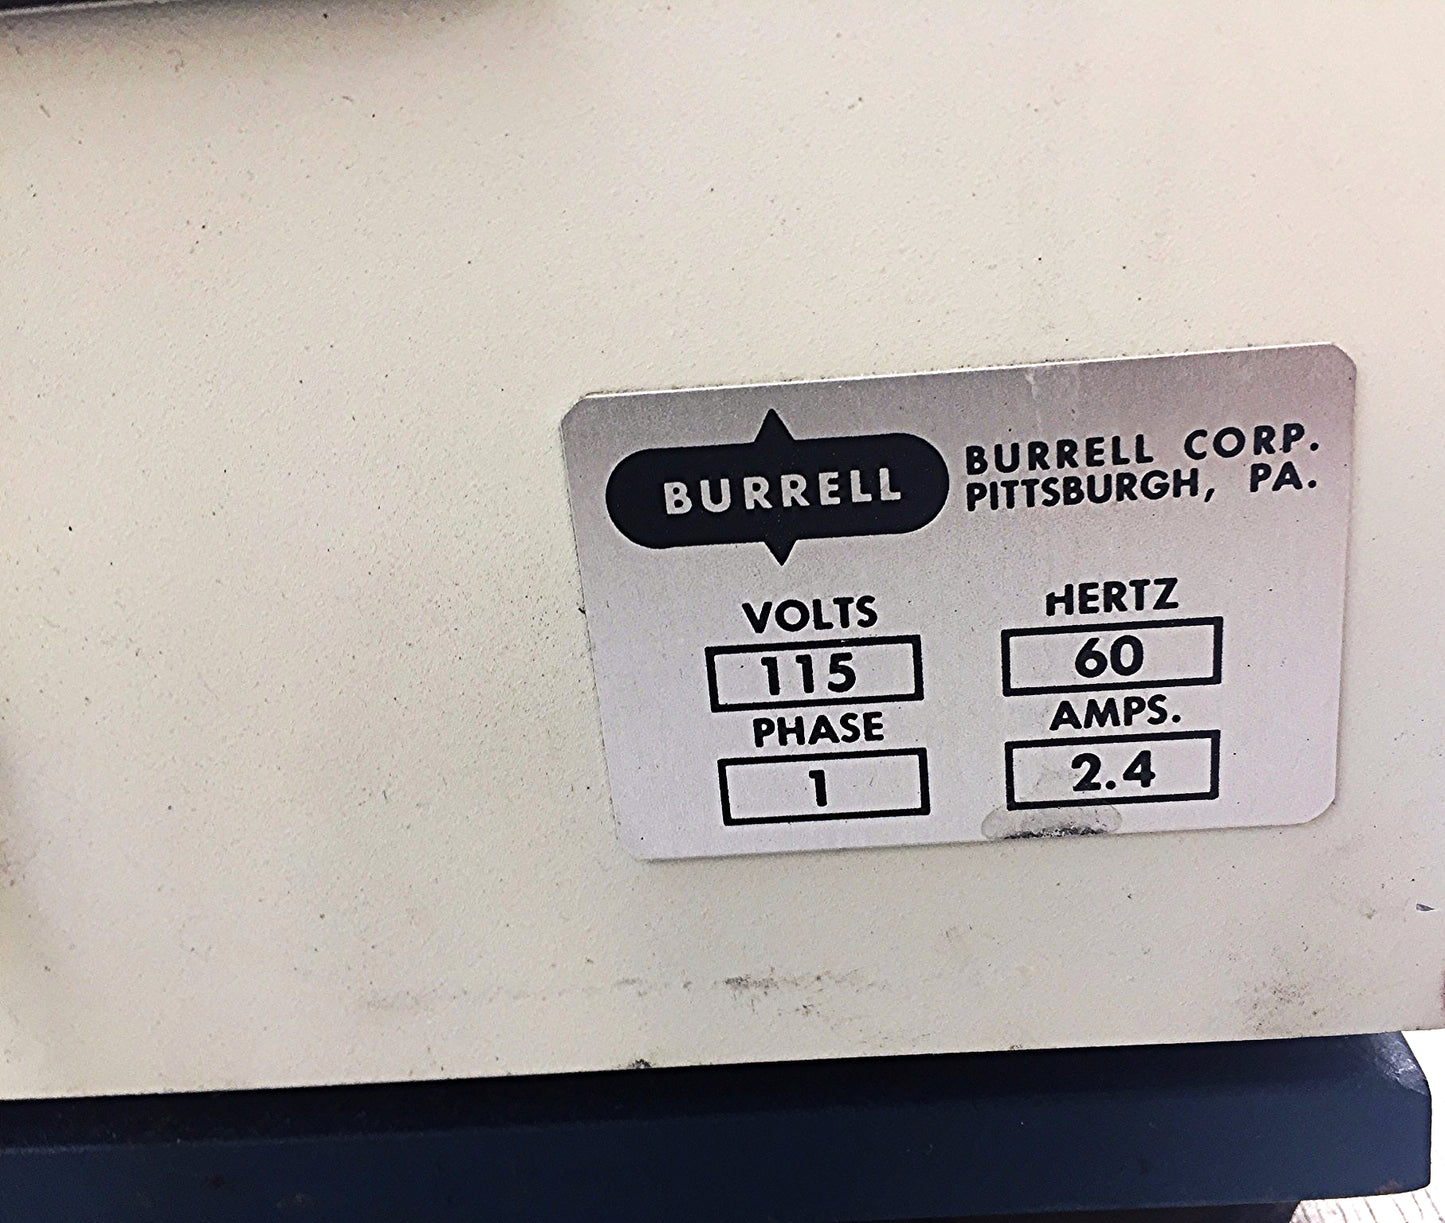 BURRELL
BURRELL CORP.
PITTSBURGH, PA.
VOLTS
115
HERTZ
60
PHASE
1
AMPS.
2.4